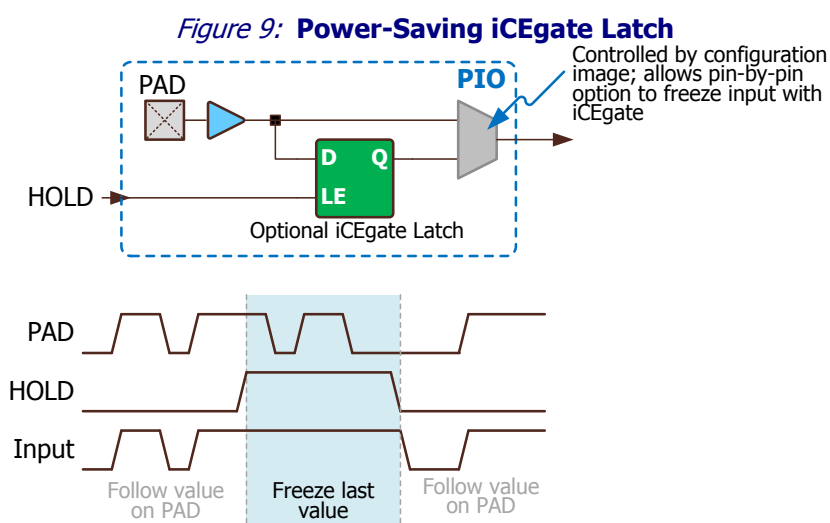 Figure 9: Power-Saving iCEgate Latch
Controlled by configuration
image; allows pin-by-pin
option to freeze input with
iCEgate
PIO
PAD
D Q
HOLD
LE
Optional iCEgate Latch
PAD
HOLD
Input
Follow value
on PAD
Freeze last
value
Follow value
on PAD